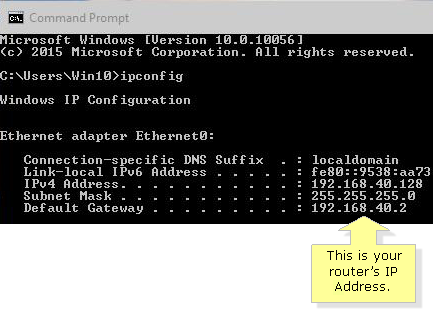 Command Prompt
Microsoft Windows [Version 10.0.10056]
(c) 2015 Microsoft Corporation. All rights reserved.
C:\Users\Win10>ipconfig
Windows IP Configuration
Ethernet adapter Ethernet0:
Connection-specific DNS Suffix . : localdomain
Link-local IPv6 Address . . . . . : fe80::9538:aa73
IPv4 Address. . . . . . . . . . . : 192.168.40.128
Subnet Mask . . . . . . . . . . . : 255.255.255.0
Default Gateway . . . . . . . . . : 192.168.40.2
This is your
router's IP
Address.